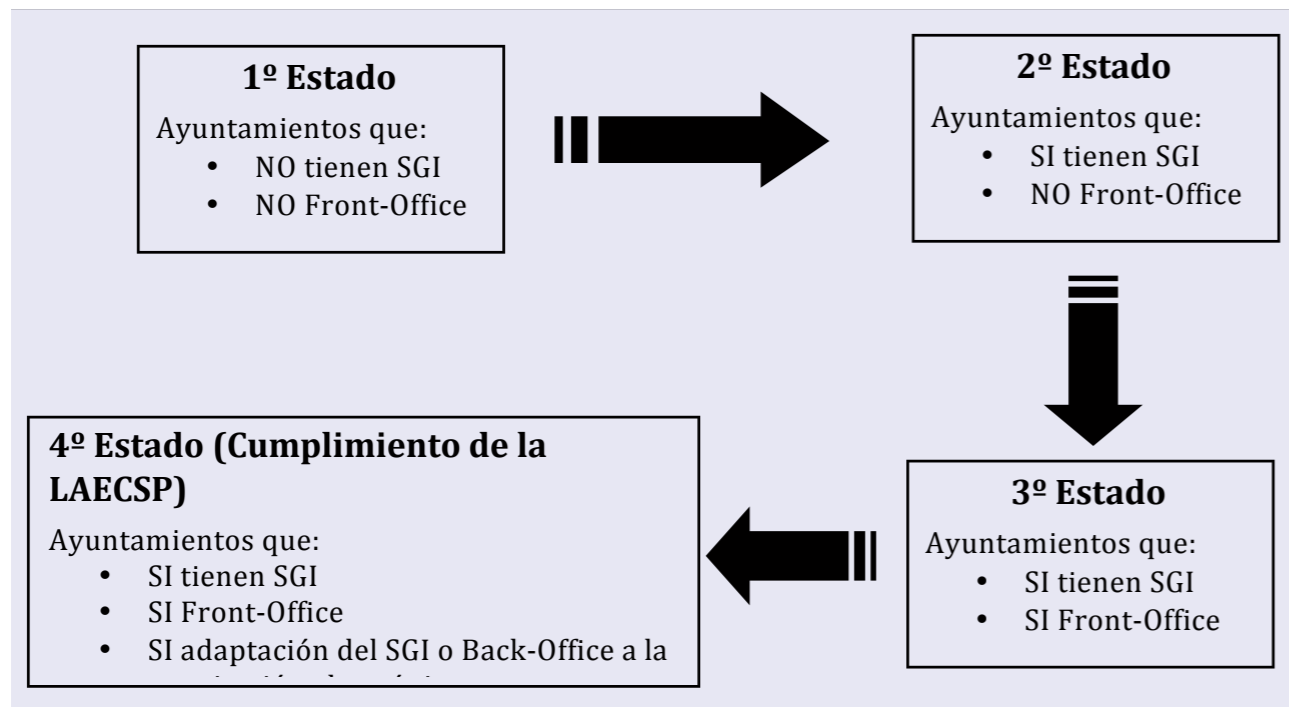 1º Estado
Ayuntamientos que:
• NO tienen SGI
• NO Front-Office
2º Estado
Ayuntamientos que:
• SI tienen SGI
• NO Front-Office
3º Estado
Ayuntamientos que:
• SI tienen SGI
• SI Front-Office
4º Estado (Cumplimiento de la
LAECSP)
Ayuntamientos que:
• SI tienen SGI
• SI Front-Office
• SI adaptación del SGI o Back-Office a la